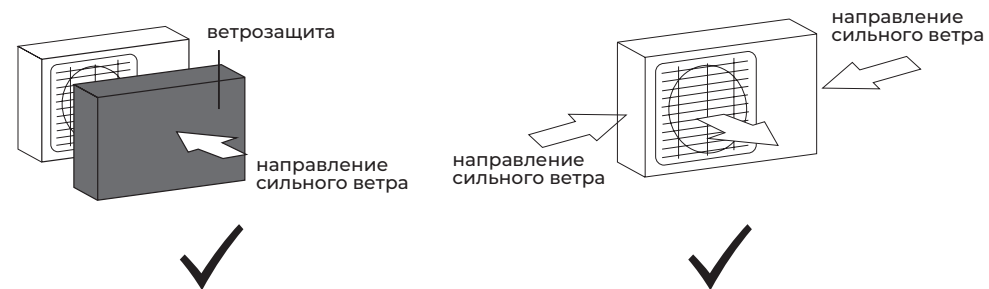 ветрозащита
направление
сильного ветра
направление
сильного ветра
направление
сильного ветра